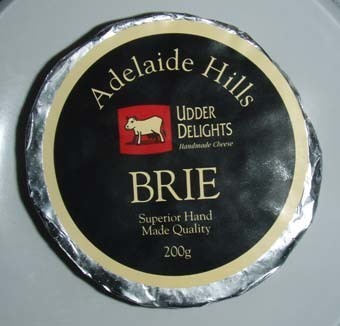 Adelaide Hills
UDDER
DELIGHTS
Handmade Cheese
BRIE
Superior Hand
Made Quality
200g